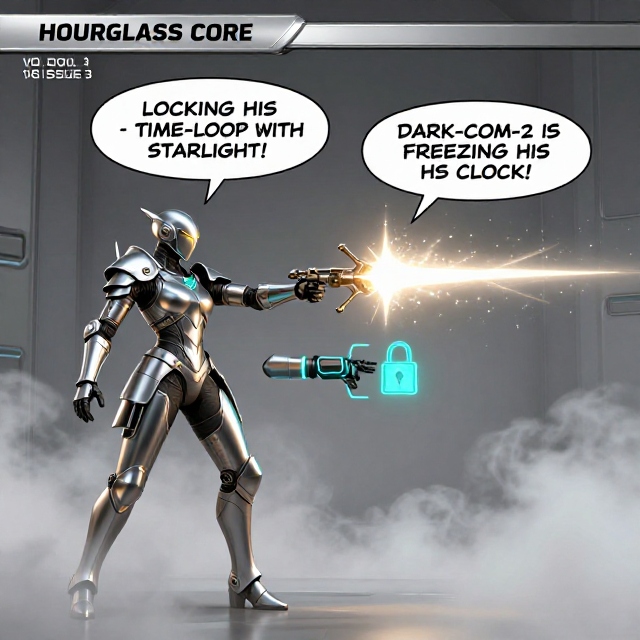 HOURGLASS CORE
LOCKING HIS
- TIME-LOOP WITH
STARLIGHT!
DARK-COM-2 IS
FREEZING HIS
HS CLOCK!